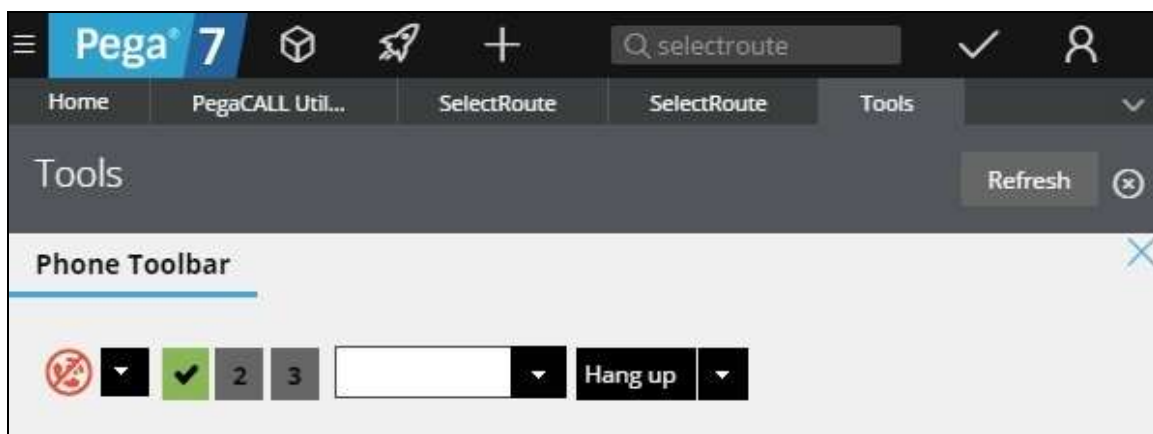 Pega® 7 selectroute
Home PegaCALL Util... SelectRoute SelectRoute Tools
Tools Refresh
Phone Toolbar
2 3 Hang up